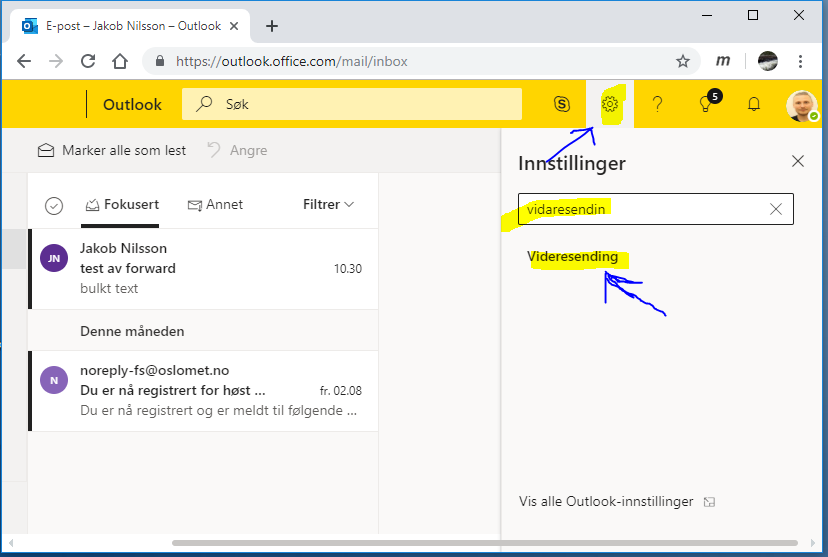 E-post – Jakob Nilsson – Outlook
https://outlook.office.com/mail/inbox
m
Outlook
Søk
5
Marker alle som lest
Angre
Innstillinger
Fokusert
Annet
Filtrer
vidaresendin
Videresending
JN
Jakob Nilsson
test av forward
10.30
bulkt text
Denne måneden
N
noreply-fs@oslomet.no
Du er nå registrert for høst ...
fr. 02.08
Du er nå registrert og er meldt til følgende ...
Vis alle Outlook-innstillinger